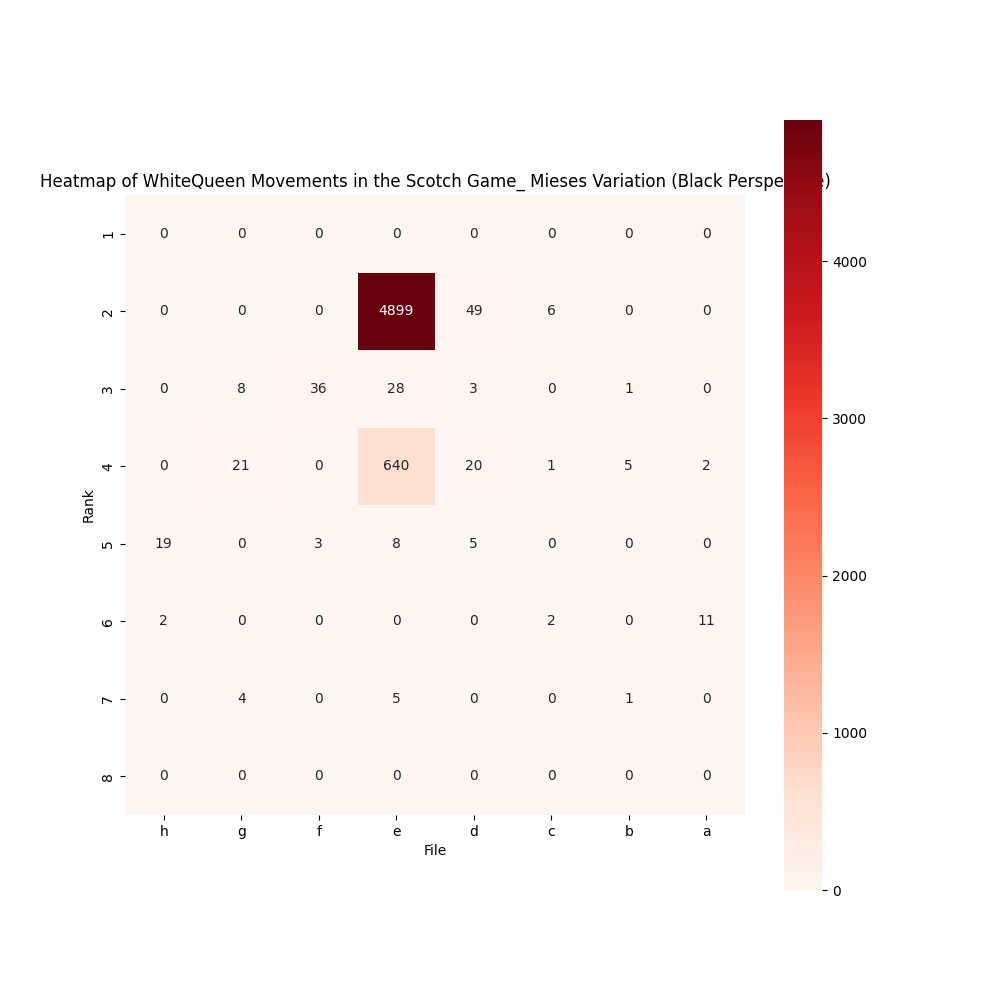 Heatmap of WhiteQueen Movements in the Scotch Game_ Mieses Variation (Black Perspe e)
1 0 0 0 0 0 0 0 0
2 0 0 0 4899 49 6 0 0
3 0 8 36 28 3 0 1 0
4 0 21 0 640 20 1 5 2
5 19 0 3 8 5 0 0 0
6 2 0 0 0 0 2 0 11
7 0 4 0 5 0 0 1 0
8 0 0 0 0 0 0 0 0
h g f e d c b a
File
Rank
4000
3000
2000
1000
0